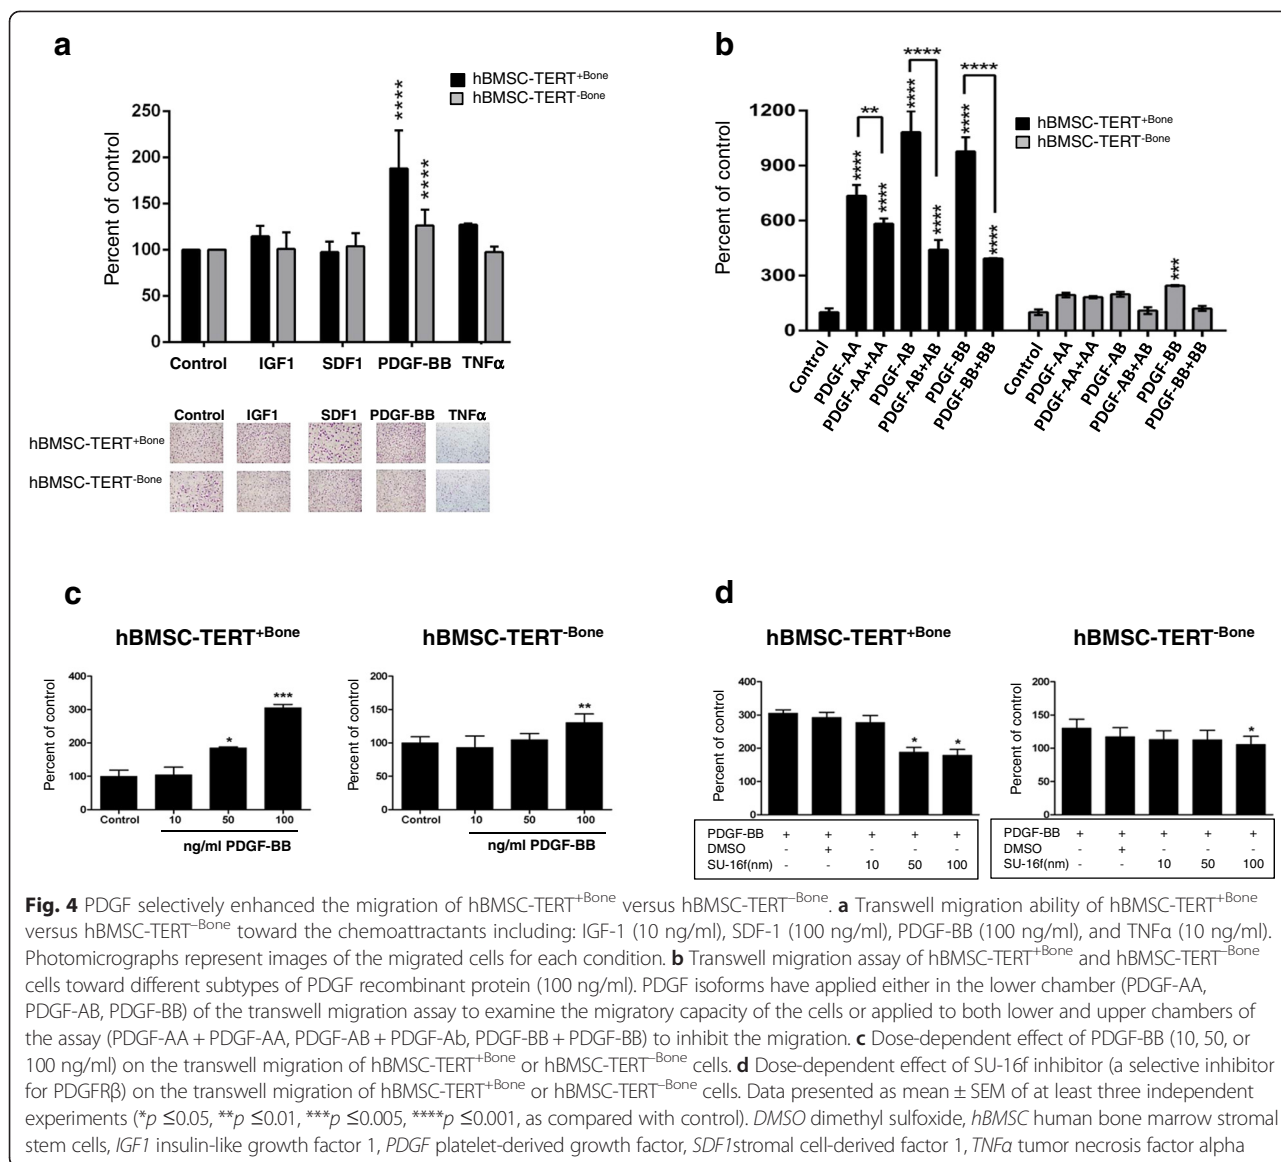 a
hBMSC-TERT+Bone
hBMSC-TERT-Bone
Percent of control
250
200
150
100
50
0
****
****
Control IGF1 SDF1 PDGF-BB TNFα
Control IGF1 SDF1 PDGF-BB TNFα
hBMSC-TERT+Bone
hBMSC-TERT-Bone
b
hBMSC-TERT+Bone
hBMSC-TERT-Bone
Percent of control
1200
900
600
300
0
**
****
****
****
****
****
****
****
****
***
Control PDGF-AA PDGF-AA+AA PDGF-AB PDGF-AB+AB PDGF-BB PDGF-BB+BB
Control PDGF-AA PDGF-AA+AA PDGF-AB PDGF-AB+AB PDGF-BB PDGF-BB+BB
c
hBMSC-TERT+Bone
Percent of control
400
300
200
100
0
* ***
Control 10 50 100
ng/ml PDGF-BB
hBMSC-TERT-Bone
Percent of control
200
150
100
50
0
**
Control 10 50 100
ng/ml PDGF-BB
d
hBMSC-TERT+Bone
Percent of control
400
300
200
100
0
* *
PDGF-BB + + + + +
DMSO - + - - -
SU-16f(nm) - - 10 50 100
hBMSC-TERT-Bone
Percent of control
200
150
100
50
0
*
PDGF-BB + + + + +
DMSO - + - - -
SU-16f(nm) - - 10 50 100
Fig. 4 PDGF selectively enhanced the migration of hBMSC-TERT+Bone versus hBMSC-TERT–Bone. a Transwell migration ability of hBMSC-TERT+Bone
versus hBMSC-TERT–Bone toward the chemoattractants including: IGF-1 (10 ng/ml), SDF-1 (100 ng/ml), PDGF-BB (100 ng/ml), and TNFα (10 ng/ml).
Photomicrographs represent images of the migrated cells for each condition. b Transwell migration assay of hBMSC-TERT+Bone and hBMSC-TERT–Bone
cells toward different subtypes of PDGF recombinant protein (100 ng/ml). PDGF isoforms have applied either in the lower chamber (PDGF-AA,
PDGF-AB, PDGF-BB) of the transwell migration assay to examine the migratory capacity of the cells or applied to both lower and upper chambers of
the assay (PDGF-AA + PDGF-AA, PDGF-AB + PDGF-Ab, PDGF-BB + PDGF-BB) to inhibit the migration. c Dose-dependent effect of PDGF-BB (10, 50, or
100 ng/ml) on the transwell migration of hBMSC-TERT+Bone or hBMSC-TERT–Bone cells. d Dose-dependent effect of SU-16f inhibitor (a selective inhibitor
for PDGFRβ) on the transwell migration of hBMSC-TERT+Bone or hBMSC-TERT–Bone cells. Data presented as mean ± SEM of at least three independent
experiments (*p ≤0.05, **p ≤0.01, ***p ≤0.005, ****p ≤0.001, as compared with control). DMSO dimethyl sulfoxide, hBMSC human bone marrow stromal
stem cells, IGF1 insulin-like growth factor 1, PDGF platelet-derived growth factor, SDF1stromal cell-derived factor 1, TNFα tumor necrosis factor alpha